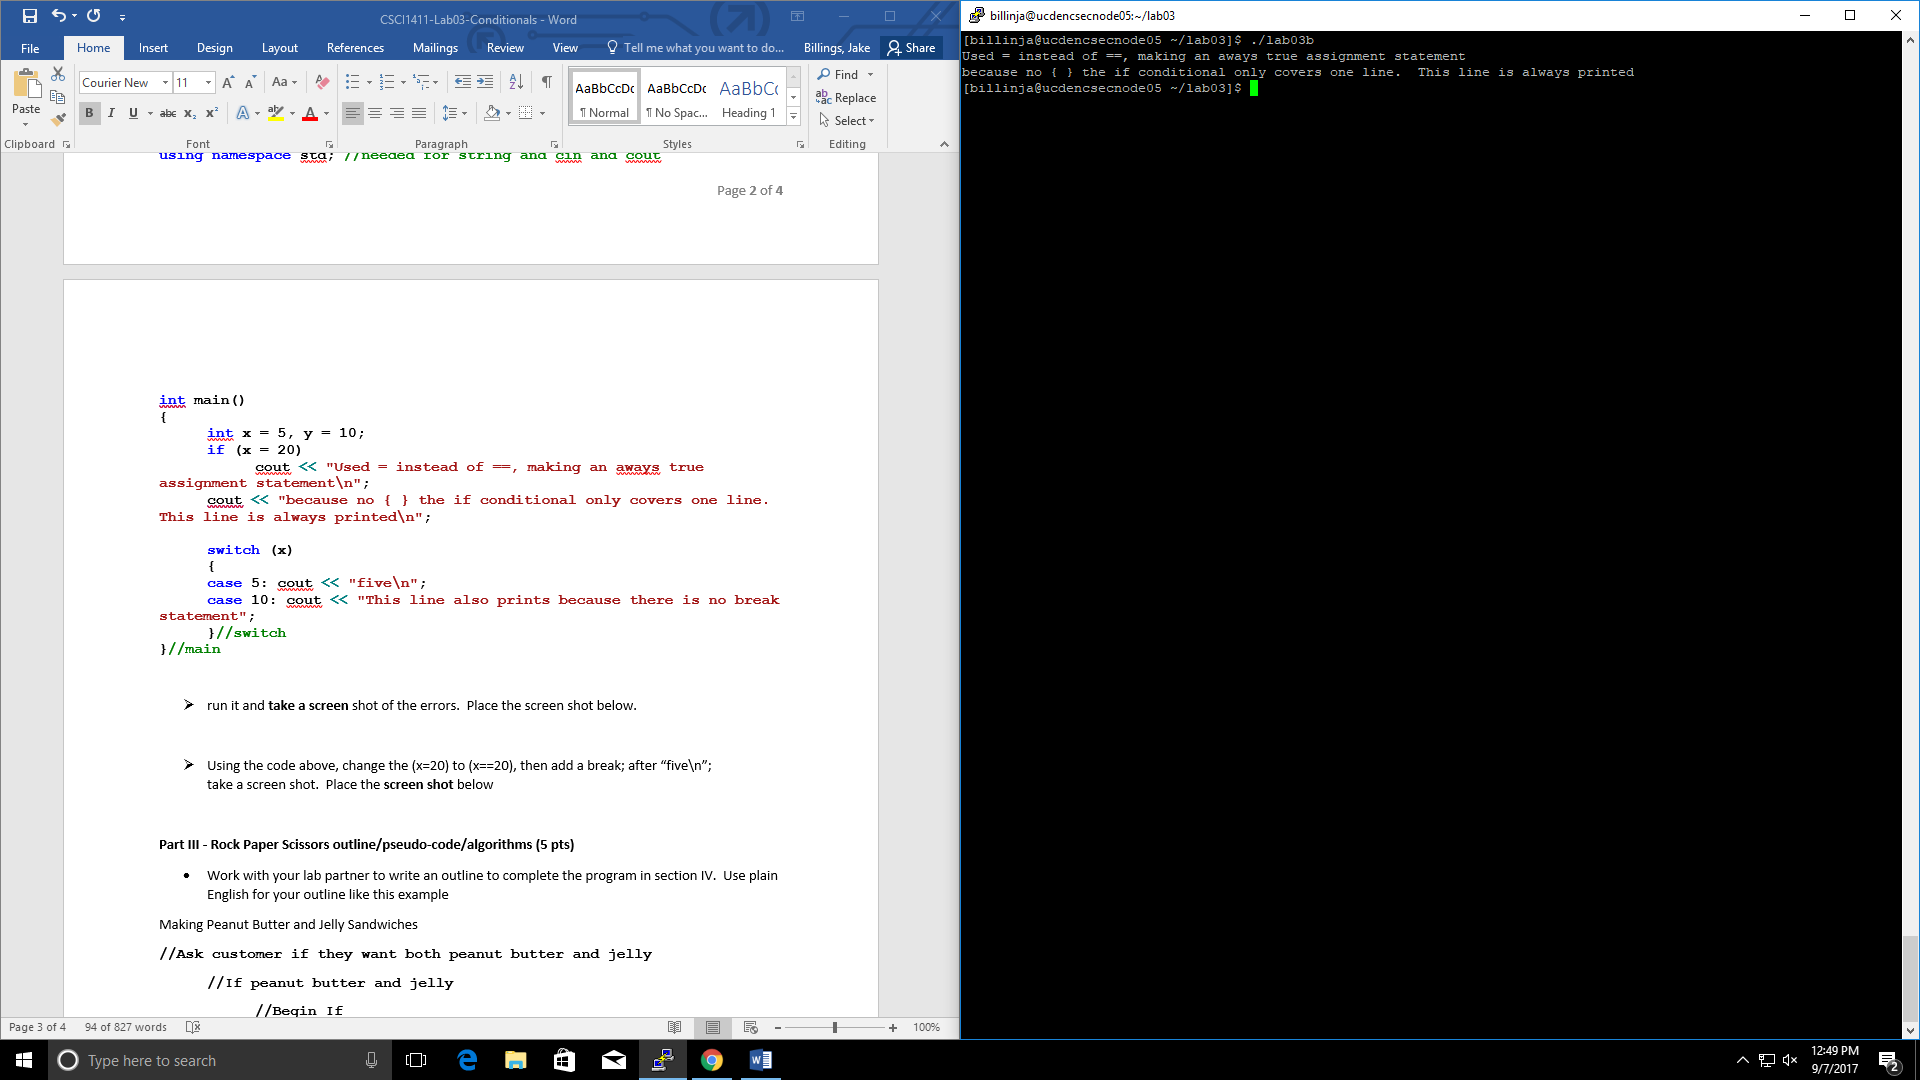 CSCI1411-Lab03-Conditionals - Word
File Home Insert Design Layout References Mailings Review View Tell me what you want to do... Billings, Jake Share
Paste
Courier New 11 Aa
B I U abc x₂ x² A A
AaBbCcDc AaBbCcDc AaBbCc
¶ Normal ¶ No Spac... Heading 1
Find
Replace
Select
Clipboard Font Paragraph Styles Editing
using namespace std; //needed for string and cin and cout
Page 2 of 4
int main()
{
int x = 5, y = 10;
if (x = 20)
cout << "Used = instead of ==, making an aways true
assignment statement\n";
cout << "because no { } the if conditional only covers one line.
This line is always printed\n";
switch (x)
{
case 5: cout << "five\n";
case 10: cout << "This line also prints because there is no break
statement";
}//switch
}//main
➢ run it and take a screen shot of the errors.  Place the screen shot below.
➢ Using the code above, change the (x=20) to (x==20), then add a break; after “five\n”;
take a screen shot.  Place the screen shot below
Part III - Rock Paper Scissors outline/pseudo-code/algorithms (5 pts)
• Work with your lab partner to write an outline to complete the program in section IV.  Use plain
English for your outline like this example
Making Peanut Butter and Jelly Sandwiches
//Ask customer if they want both peanut butter and jelly
//If peanut butter and jelly
//Begin If
Page 3 of 4 94 of 827 words 100%
billinja@ucdencsecnode05:~/lab03
[billinja@ucdencsecnode05 ~/lab03]$ ./lab03b
Used = instead of ==, making an aways true assignment statement
because no { } the if conditional only covers one line.  This line is always printed
[billinja@ucdencsecnode05 ~/lab03]$
Type here to search
12:49 PM
9/7/2017
2